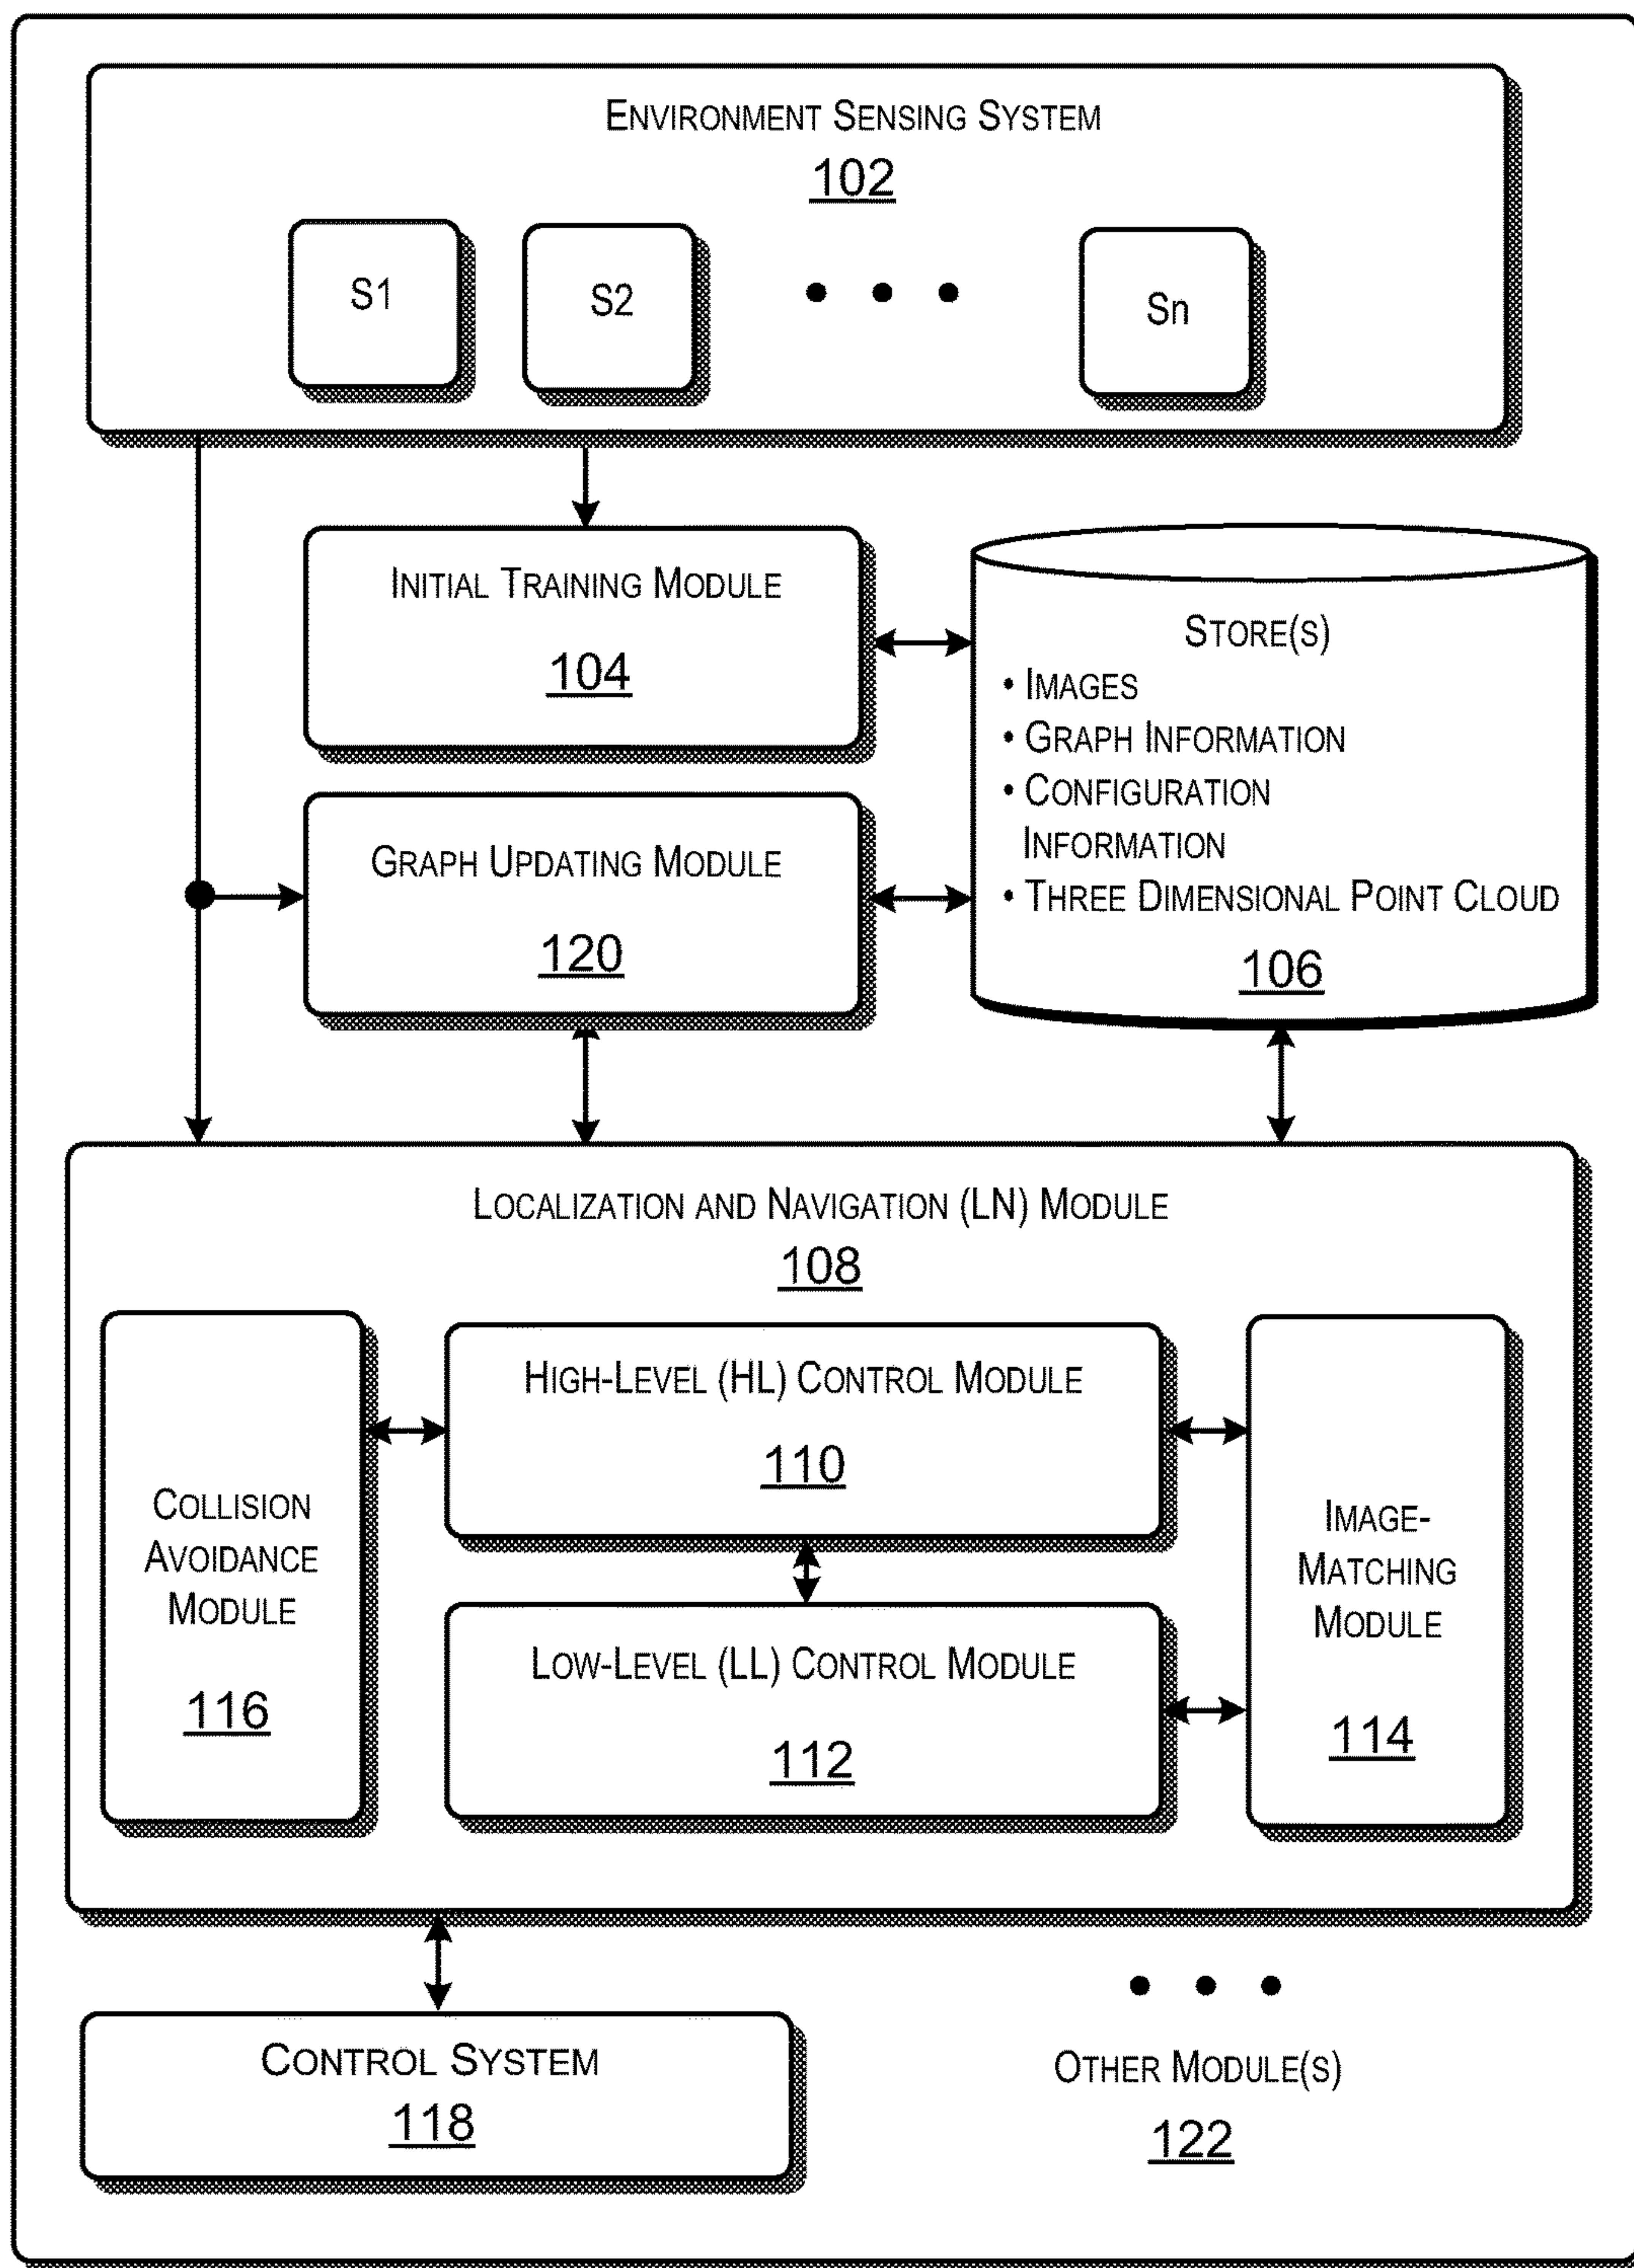 ENVIRONMENT SENSING SYSTEM
102
S1
S2
Sn
INITIAL TRAINING MODULE
104
STORE(S)
• IMAGES
• GRAPH INFORMATION
• CONFIGURATION
INFORMATION
• THREE DIMENSIONAL POINT CLOUD
106
GRAPH UPDATING MODULE
120
LOCALIZATION AND NAVIGATION (LN) MODULE
108
COLLISION
AVOIDANCE
MODULE
116
HIGH-LEVEL (HL) CONTROL MODULE
110
LOW-LEVEL (LL) CONTROL MODULE
112
IMAGE-
MATCHING
MODULE
114
CONTROL SYSTEM
118
OTHER MODULE(S)
122